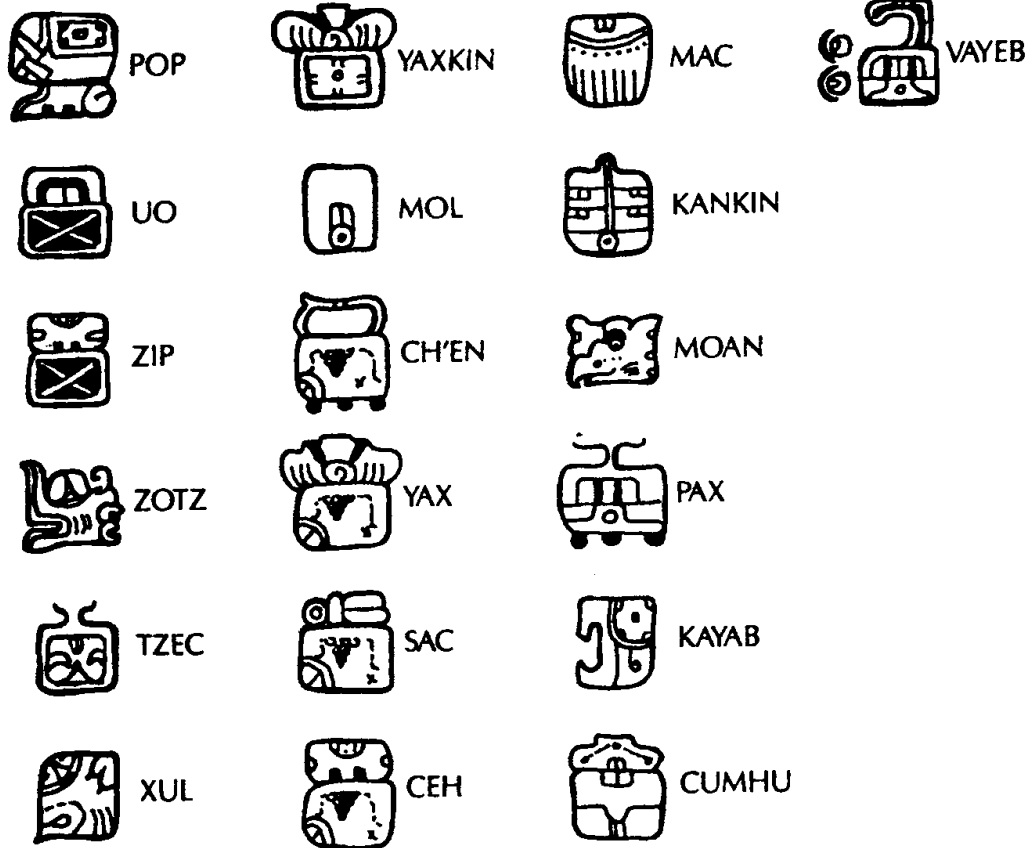 POP
UO
ZIP
ZOTZ
TZEC
XUL
YAXKIN
MOL
CH'EN
YAX
SAC
CEH
MAC
KANKIN
MOAN
PAX
KAYAB
CUMHU
VAYEB